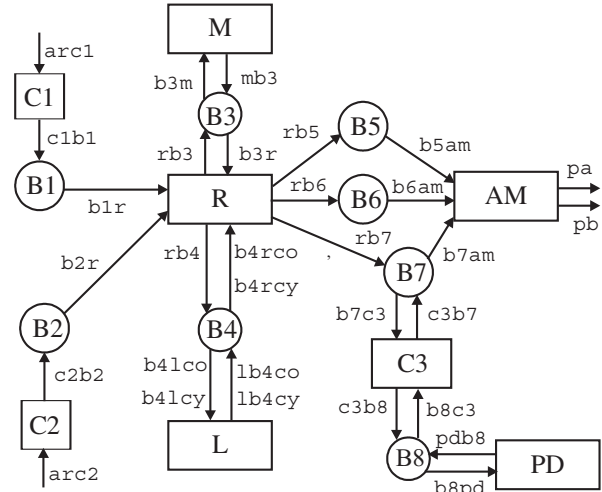 M
arc1
b3m
mb3
C1
B3
B5
c1b1
rb3
b3r
rb5
b5am
B1
R
rb6
B6
b6am
AM
pa
b1r
pb
rb7
b7am
b2r
rb4
b4rco
b4rcy
B7
B2
B4
b7c3
c3b7
c2b2
b4lco
lb4co
C3
b4lcy
lb4cy
C2
c3b8
b8c3
L
pdb8
B8
PD
arc2
b8pd